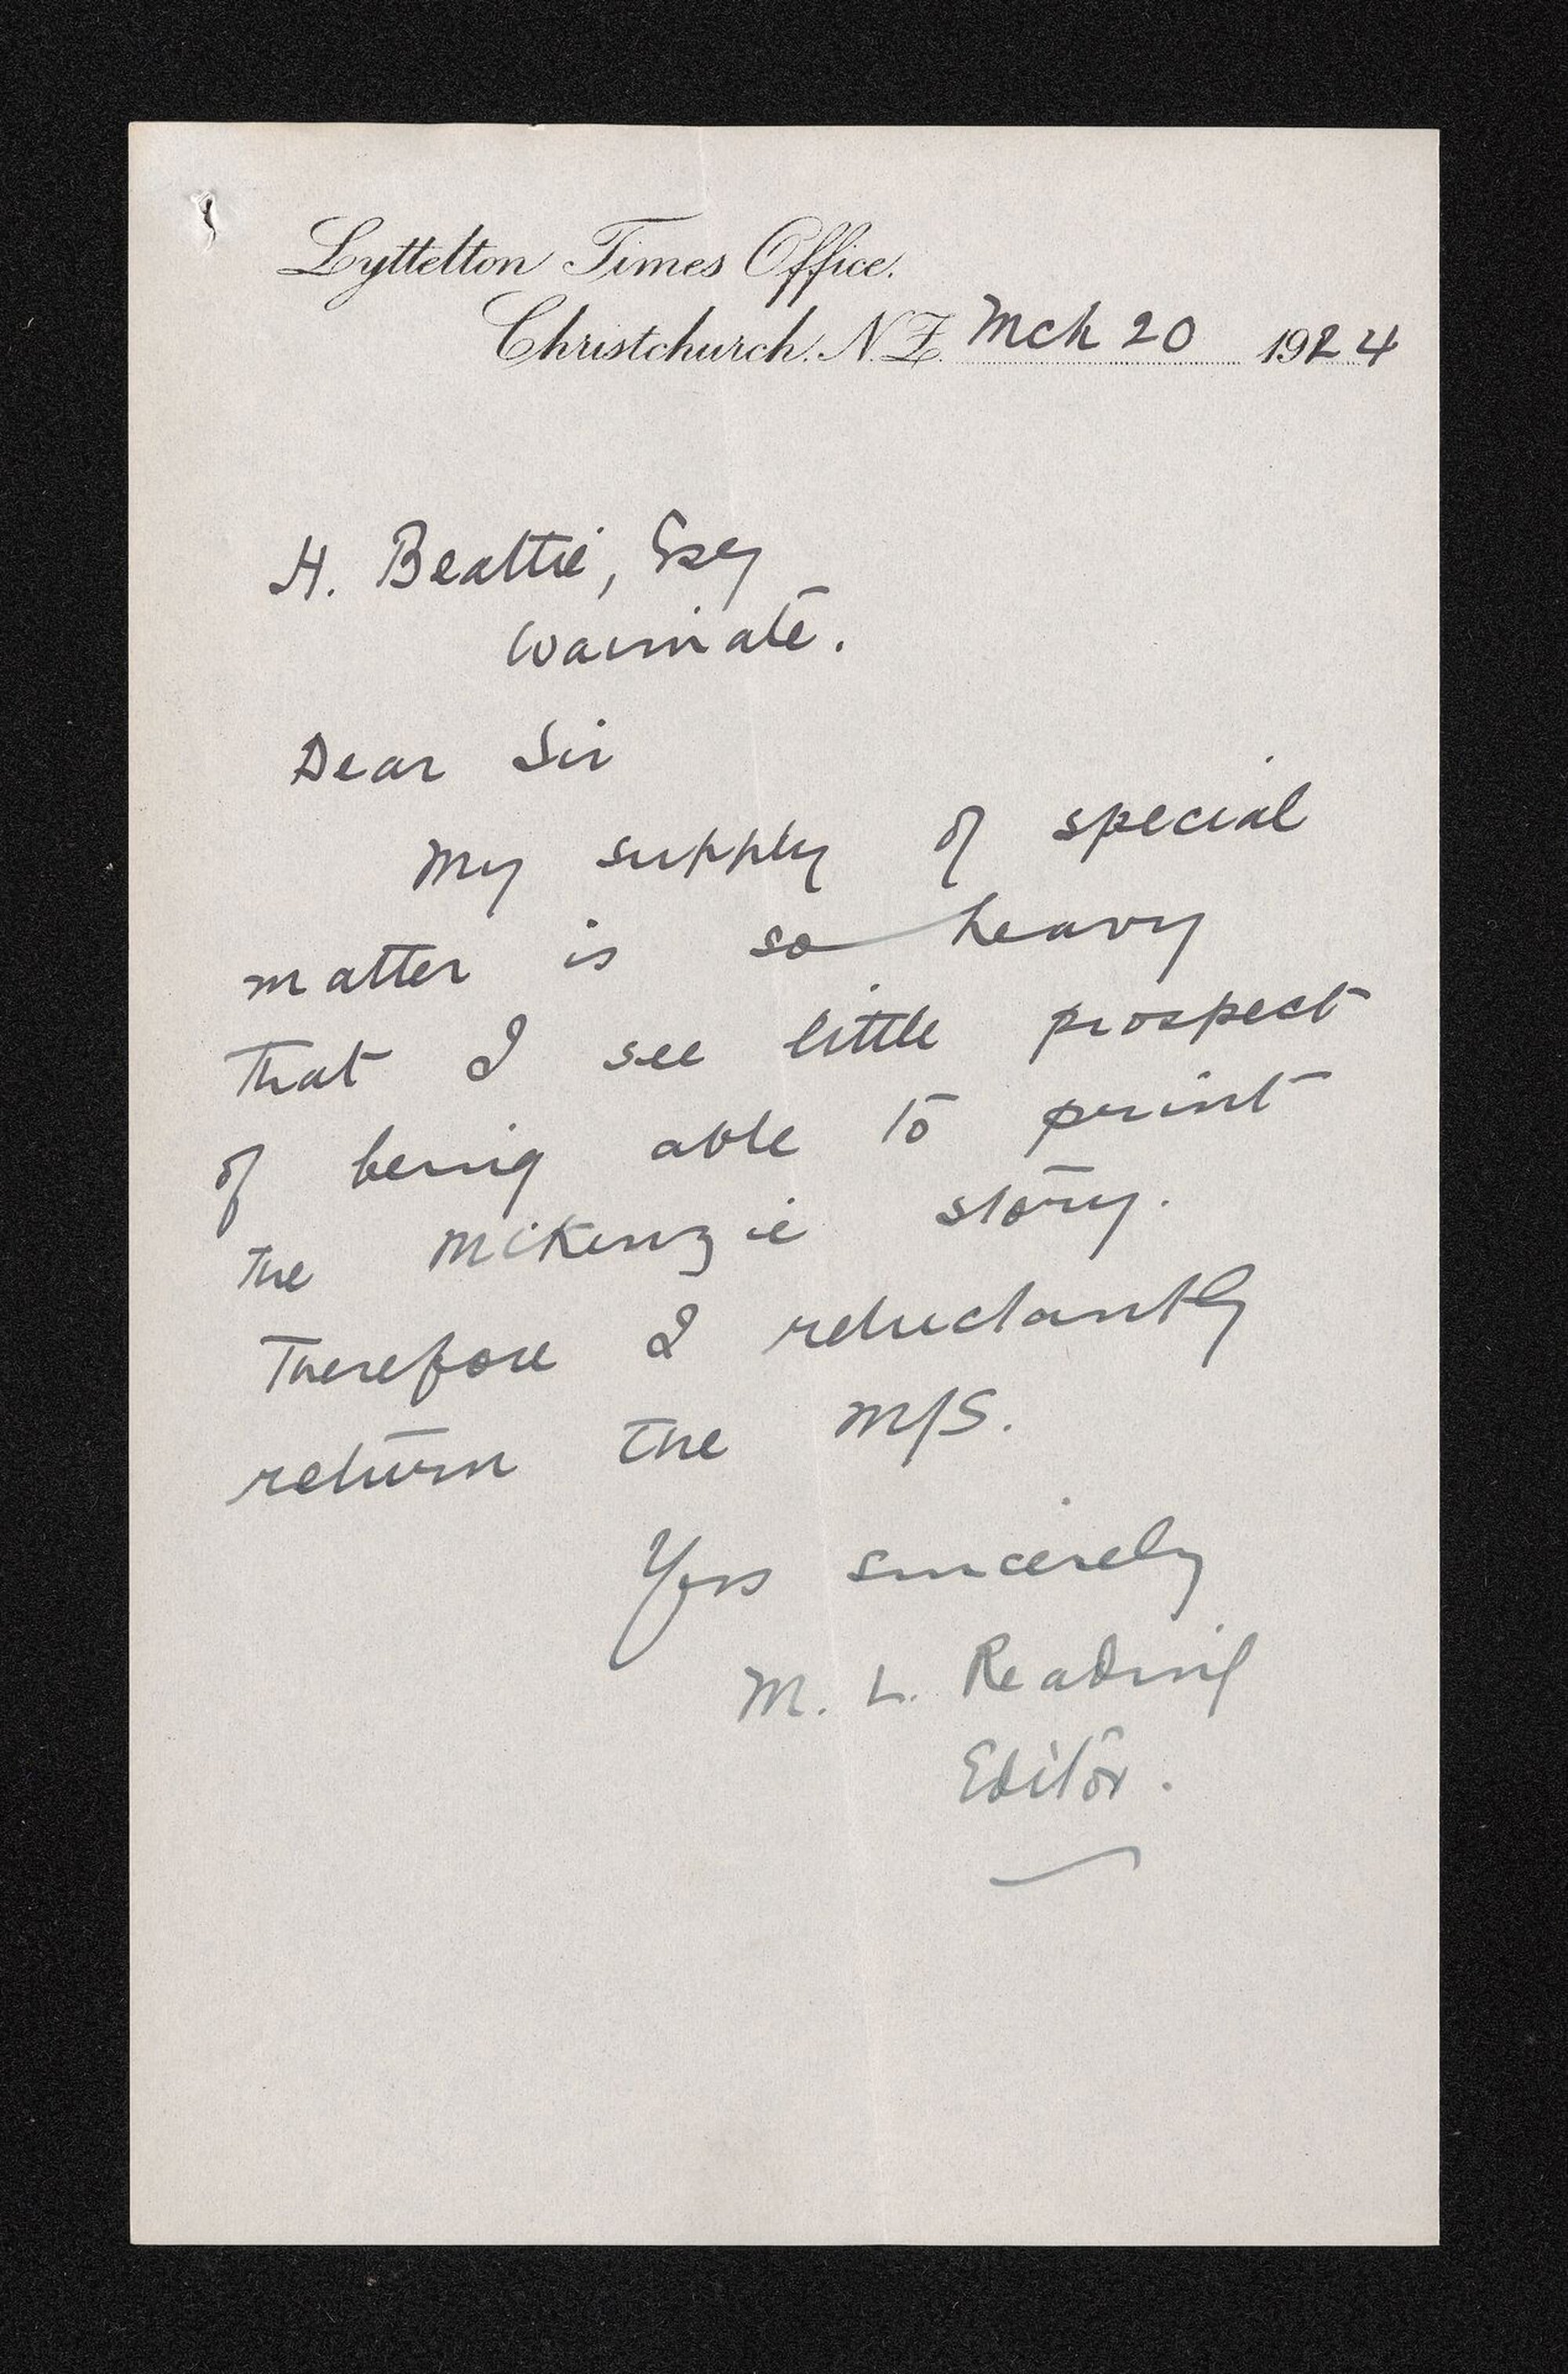 Lyttelton Times Office.
Christchurch. N.Z. Mch 20 1924
H. Beattie, Esq
Waimate.
Dear Sir
My supply of special
matter is so heavy
that I see little prospect
of being able to print
the McKenzie story.
Therefore I reluctantly
return the M/S.
Yrs sincerely
M. L. Reading
Editor.